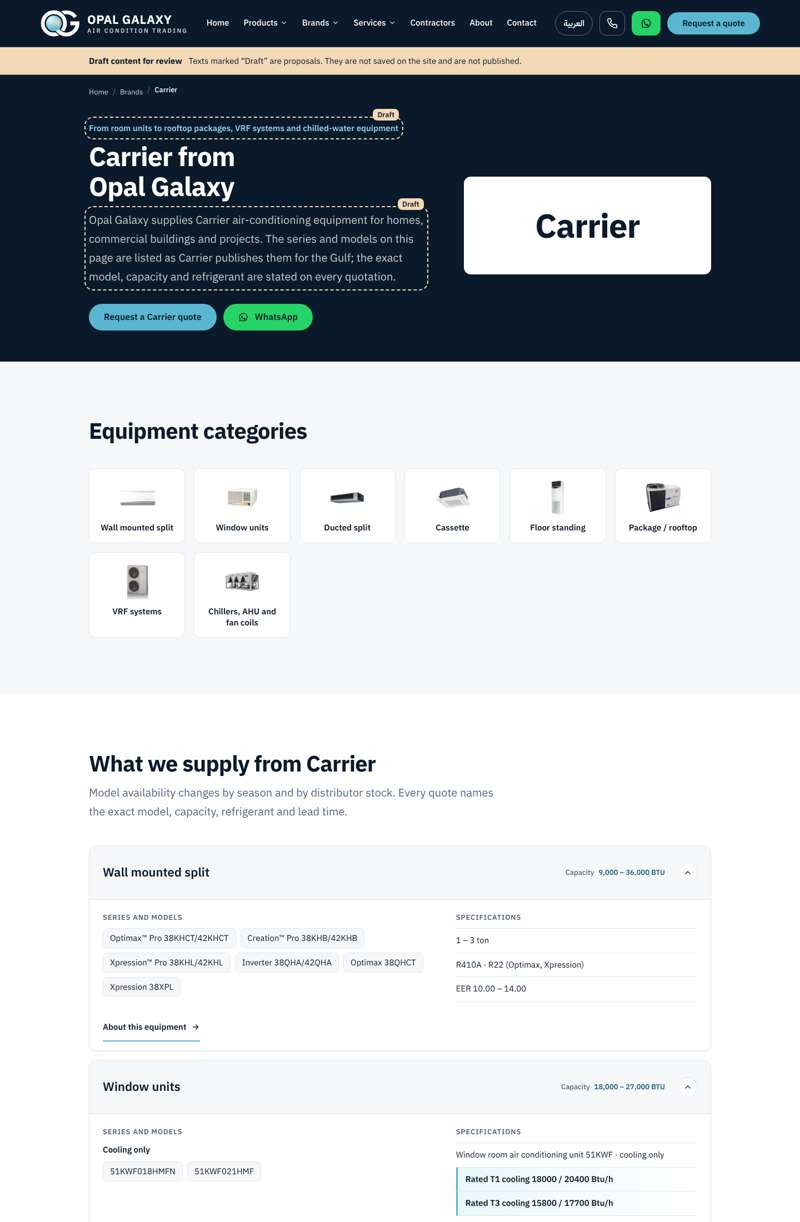 OPAL GALAXY
AIR CONDITION TRADING
Home
Products
Brands
Services
Contractors
About
Contact
العربية
Request a quote
Draft content for review Texts marked “Draft” are proposals. They are not saved on the site and are not published.
Home / Brands / Carrier
Draft
From room units to rooftop packages, VRF systems and chilled-water equipment
Carrier from
Opal Galaxy
Draft
Opal Galaxy supplies Carrier air-conditioning equipment for homes,
commercial buildings and projects. The series and models on this
page are listed as Carrier publishes them for the Gulf; the exact
model, capacity and refrigerant are stated on every quotation.
Request a Carrier quote
WhatsApp
Carrier
Equipment categories
Wall mounted split
Window units
Ducted split
Cassette
Floor standing
Package / rooftop
VRF systems
Chillers, AHU and
fan coils
What we supply from Carrier
Model availability changes by season and by distributor stock. Every quote names
the exact model, capacity, refrigerant and lead time.
Wall mounted split
Capacity 9,000 – 36,000 BTU
SERIES AND MODELS
Optimax™ Pro 38KHCT/42KHCT
Creation™ Pro 38KHB/42KHB
Xpression™ Pro 38KHL/42KHL
Inverter 38QHA/42QHA
Optimax 38QHCT
Xpression 38XPL
About this equipment →
SPECIFICATIONS
1 – 3 ton
R410A · R22 (Optimax, Xpression)
EER 10.00 – 14.00
Window units
Capacity 18,000 – 27,000 BTU
SERIES AND MODELS
Cooling only
51KWF018HMFN
51KWF021HMF
SPECIFICATIONS
Window room air conditioning unit 51KWF · cooling only
Rated T1 cooling 18000 / 20400 Btu/h
Rated T3 cooling 15800 / 17700 Btu/h